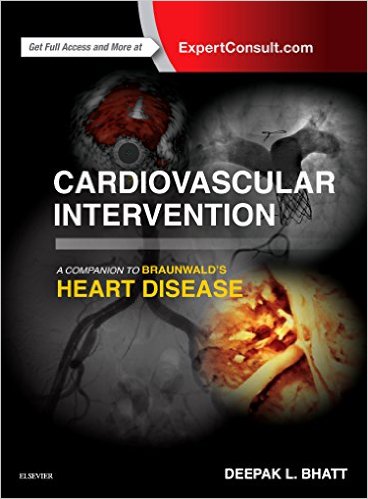 Get Full Access and More at
ExpertConsult.com
CARDIOVASCULAR
INTERVENTION
A COMPANION TO BRAUNWALD'S
HEART DISEASE
ELSEVIER
DEEPAK L. BHATT